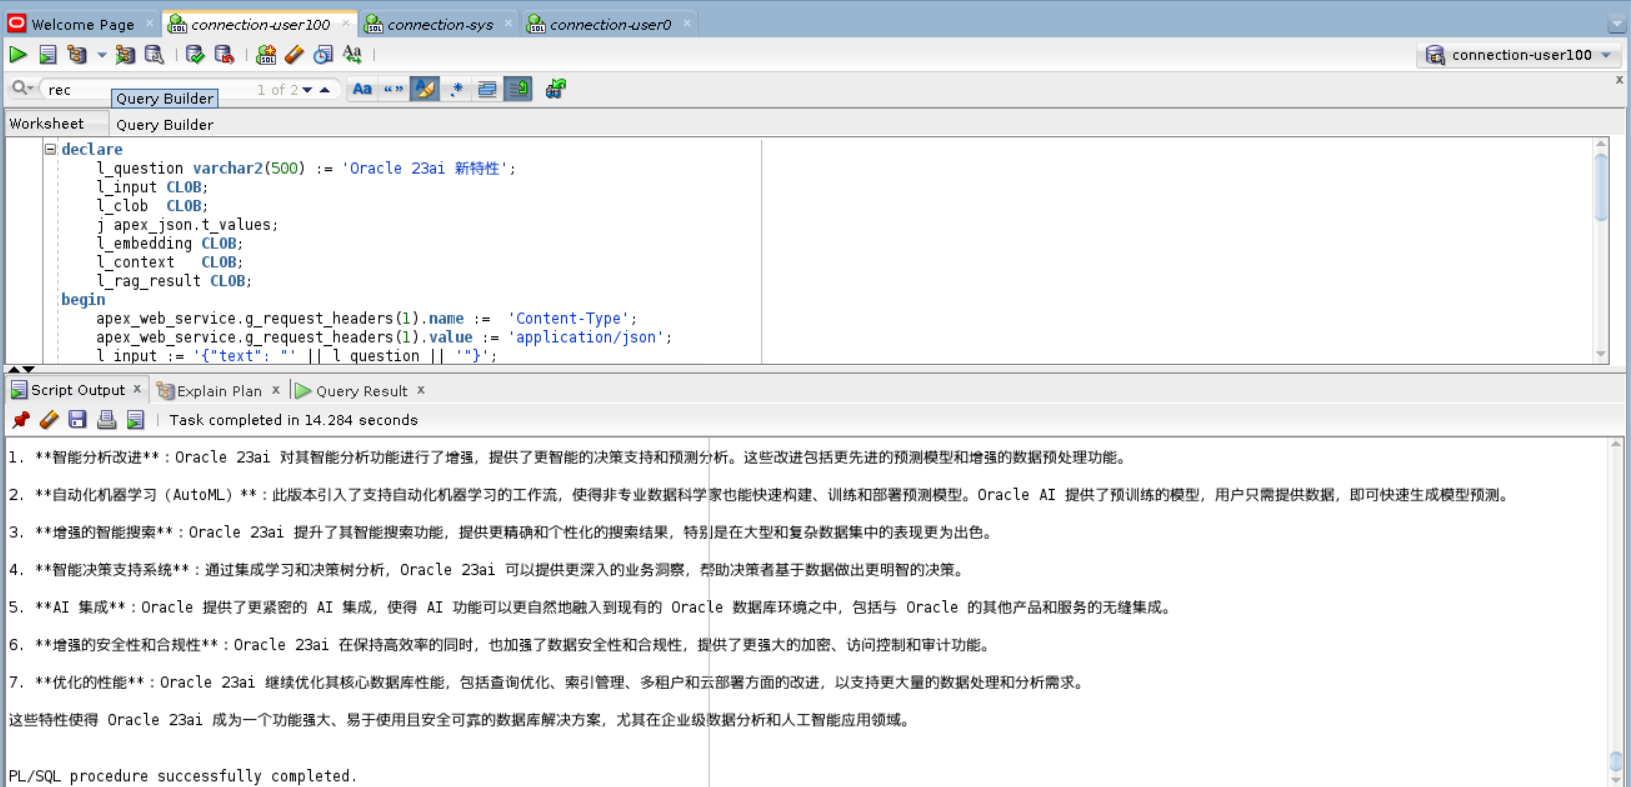 Welcome Page connection-user100 connection-sys connection-user0
connection-user100
rec 1 of 2 Aa “ ” .*
Query Builder
Worksheet Query Builder
declare
l_question varchar2(500) := 'Oracle 23ai 新特性';
l_input CLOB;
l_clob CLOB;
j apex_json.t_values;
l_embedding CLOB;
l_context CLOB;
l_rag_result CLOB;
begin
apex_web_service.g_request_headers(1).name := 'Content-Type';
apex_web_service.g_request_headers(1).value := 'application/json';
l_input := '{"text": "' || l_question || '"}';
Script Output x Explain Plan x Query Result x
Task completed in 14.284 seconds
1. **智能分析改进**：Oracle 23ai 对其智能分析功能进行了增强，提供了更智能的决策支持和预测分析。这些改进包括更先进的预测模型和增强的数据预处理功能。
2. **自动化机器学习（AutoML）**：此版本引入了支持自动化机器学习的工作流，使得非专业数据科学家也能快速构建、训练和部署预测模型。Oracle AI 提供了预训练的模型，用户只需提供数据，即可快速生成模型预测。
3. **增强的智能搜索**：Oracle 23ai 提升了其智能搜索功能，提供更精确和个性化的搜索结果，特别是在大型和复杂数据集中的表现更为出色。
4. **智能决策支持系统**：通过集成学习和决策树分析，Oracle 23ai 可以提供更深入的业务洞察，帮助决策者基于数据做出更明智的决策。
5. **AI 集成**：Oracle 提供了更紧密的 AI 集成，使得 AI 功能可以更自然地融入到现有的 Oracle 数据库环境之中，包括与 Oracle 的其他产品和服务的无缝集成。
6. **增强的安全性和合规性**：Oracle 23ai 在保持高效率的同时，也加强了数据安全性和合规性，提供了更强大的加密、访问控制和审计功能。
7. **优化的性能**：Oracle 23ai 继续优化其核心数据库性能，包括查询优化、索引管理、多租户和云部署方面的改进，以支持更大量的数据处理和分析需求。
这些特性使得 Oracle 23ai 成为一个功能强大、易于使用且安全可靠的数据库解决方案，尤其在企业级数据分析和人工智能应用领域。
PL/SQL procedure successfully completed.